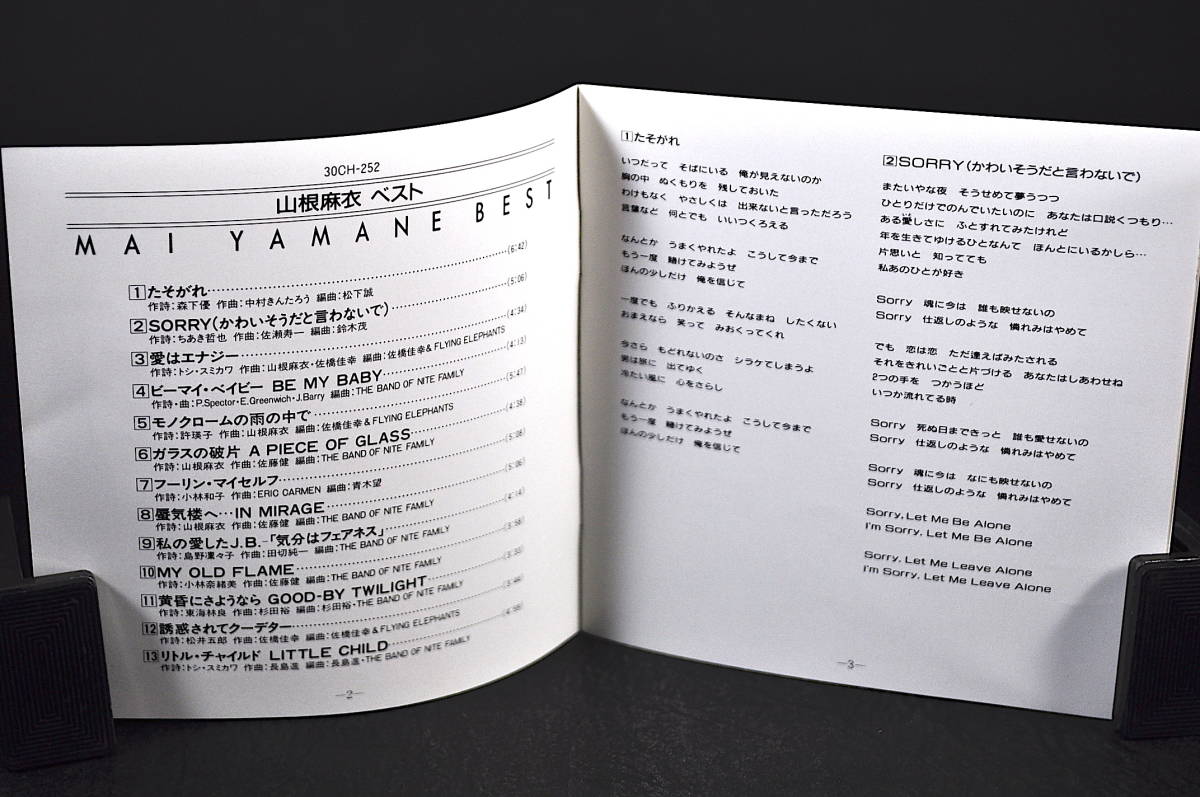 30CH-252
山根麻衣 ベスト
MAI YAMANE BEST
1 たそがれ……(6:42)
作詩：森下優 作曲：中村きんたろう 編曲：松下誠
2 SORRY(かわいそうだと言わないで)……(5:06)
作詩：ちあき哲也 作曲：佐瀬寿一 編曲：鈴木茂
3 愛はエナジー……(4:34)
作詩：トシ・スミカワ 作曲：山根麻衣・佐橋佳幸 編曲：佐橋佳幸&FLYING ELEPHANTS
4 ビーマイ・ベイビー BE MY BABY……(4:13)
作詩・曲：P.Spector・E.Greenwich・J.Barry 編曲：THE BAND OF NITE FAMILY
5 モノクロームの雨の中で……(5:47)
作詩：許瑛子 作曲：山根麻衣 編曲：佐橋佳幸&FLYING ELEPHANTS
6 ガラスの破片 A PIECE OF GLASS……(4:38)
作詩：山根麻衣 作曲：佐藤健 編曲：THE BAND OF NITE FAMILY
7 フーリン・マイセルフ……(5:06)
作詩：小林和子 作曲：ERIC CARMEN 編曲：青木望
8 蜃気楼へ…IN MIRAGE……(5:06)
作詩：山根麻衣 作曲：佐藤健 編曲：THE BAND OF NITE FAMILY
9 私の愛したJ.B.-「気分はフェアネス」……(4:14)
作詩：島野凜々子 作曲：田切純一 編曲：THE BAND OF NITE FAMILY
10 MY OLD FLAME……(3:58)
作詩：小林奈緒美 作曲：佐藤健 編曲：THE BAND OF NITE FAMILY
11 黄昏にさようなら GOOD-BY TWILIGHT……
作詩：東海林良 作曲：杉田裕 編曲：杉田裕・THE BAND OF NITE FAMILY
12 誘惑されてクーデター……
作詩：松井五郎 作曲：佐橋佳幸 編曲：佐橋佳幸&FLYING ELEPHANTS
13 リトル・チャイルド LITTLE CHILD……(4:58)
作詩：トシ・スミカワ 作曲：長島進 編曲：長島進・THE BAND OF NITE FAMILY
—2—
1 たそがれ
いつだって そばにいる 俺が見えないのか
胸の中 ぬくもりを 残しておいた
わけもなく やさしくは 出来ないと言っただろう
言葉など 何とでも いいつくろえる
なんとか うまくやれたよ こうして今まで
もう一度 賭けてみようぜ
ほんの少しだけ 俺を信じて
一度でも ふりかえる そんなまね したくない
おまえなら 笑って みおくってくれ
今さら もどれないのさ シラケてしまうよ
男は旅に 出てゆく
冷たい風に 心をさらし
なんとか うまくやれたよ こうして今まで
もう一度 賭けてみようぜ
ほんの少しだけ 俺を信じて
2 SORRY(かわいそうだと言わないで)
またいやな夜 そうせめて夢うつつ
ひとりだけでのんでいたいのに あなたは口説くつもり…
ある愛しさに ふとすれてみたけれど
年を生きてゆけるひとなんて ほんとにいるかしら…
片思いと 知ってても
私あのひとが好き
Sorry 魂に今は 誰も映せないの
Sorry 仕返しのような 憐れみはやめて
でも 恋は恋 ただ逢えばみたされる
それをきれいごとと片づける あなたはしあわせね
2つの手を つかうほど
いつか流れてる時
Sorry 死ぬ日まできっと 誰も愛せないの
Sorry 仕返しのような 憐れみはやめて
Sorry 魂に今は なにも映せないの
Sorry 仕返しのような 憐れみはやめて
Sorry, Let Me Be Alone
I'm Sorry, Let Me Be Alone
Sorry, Let Me Leave Alone
I'm Sorry, Let Me Leave Alone
—3—